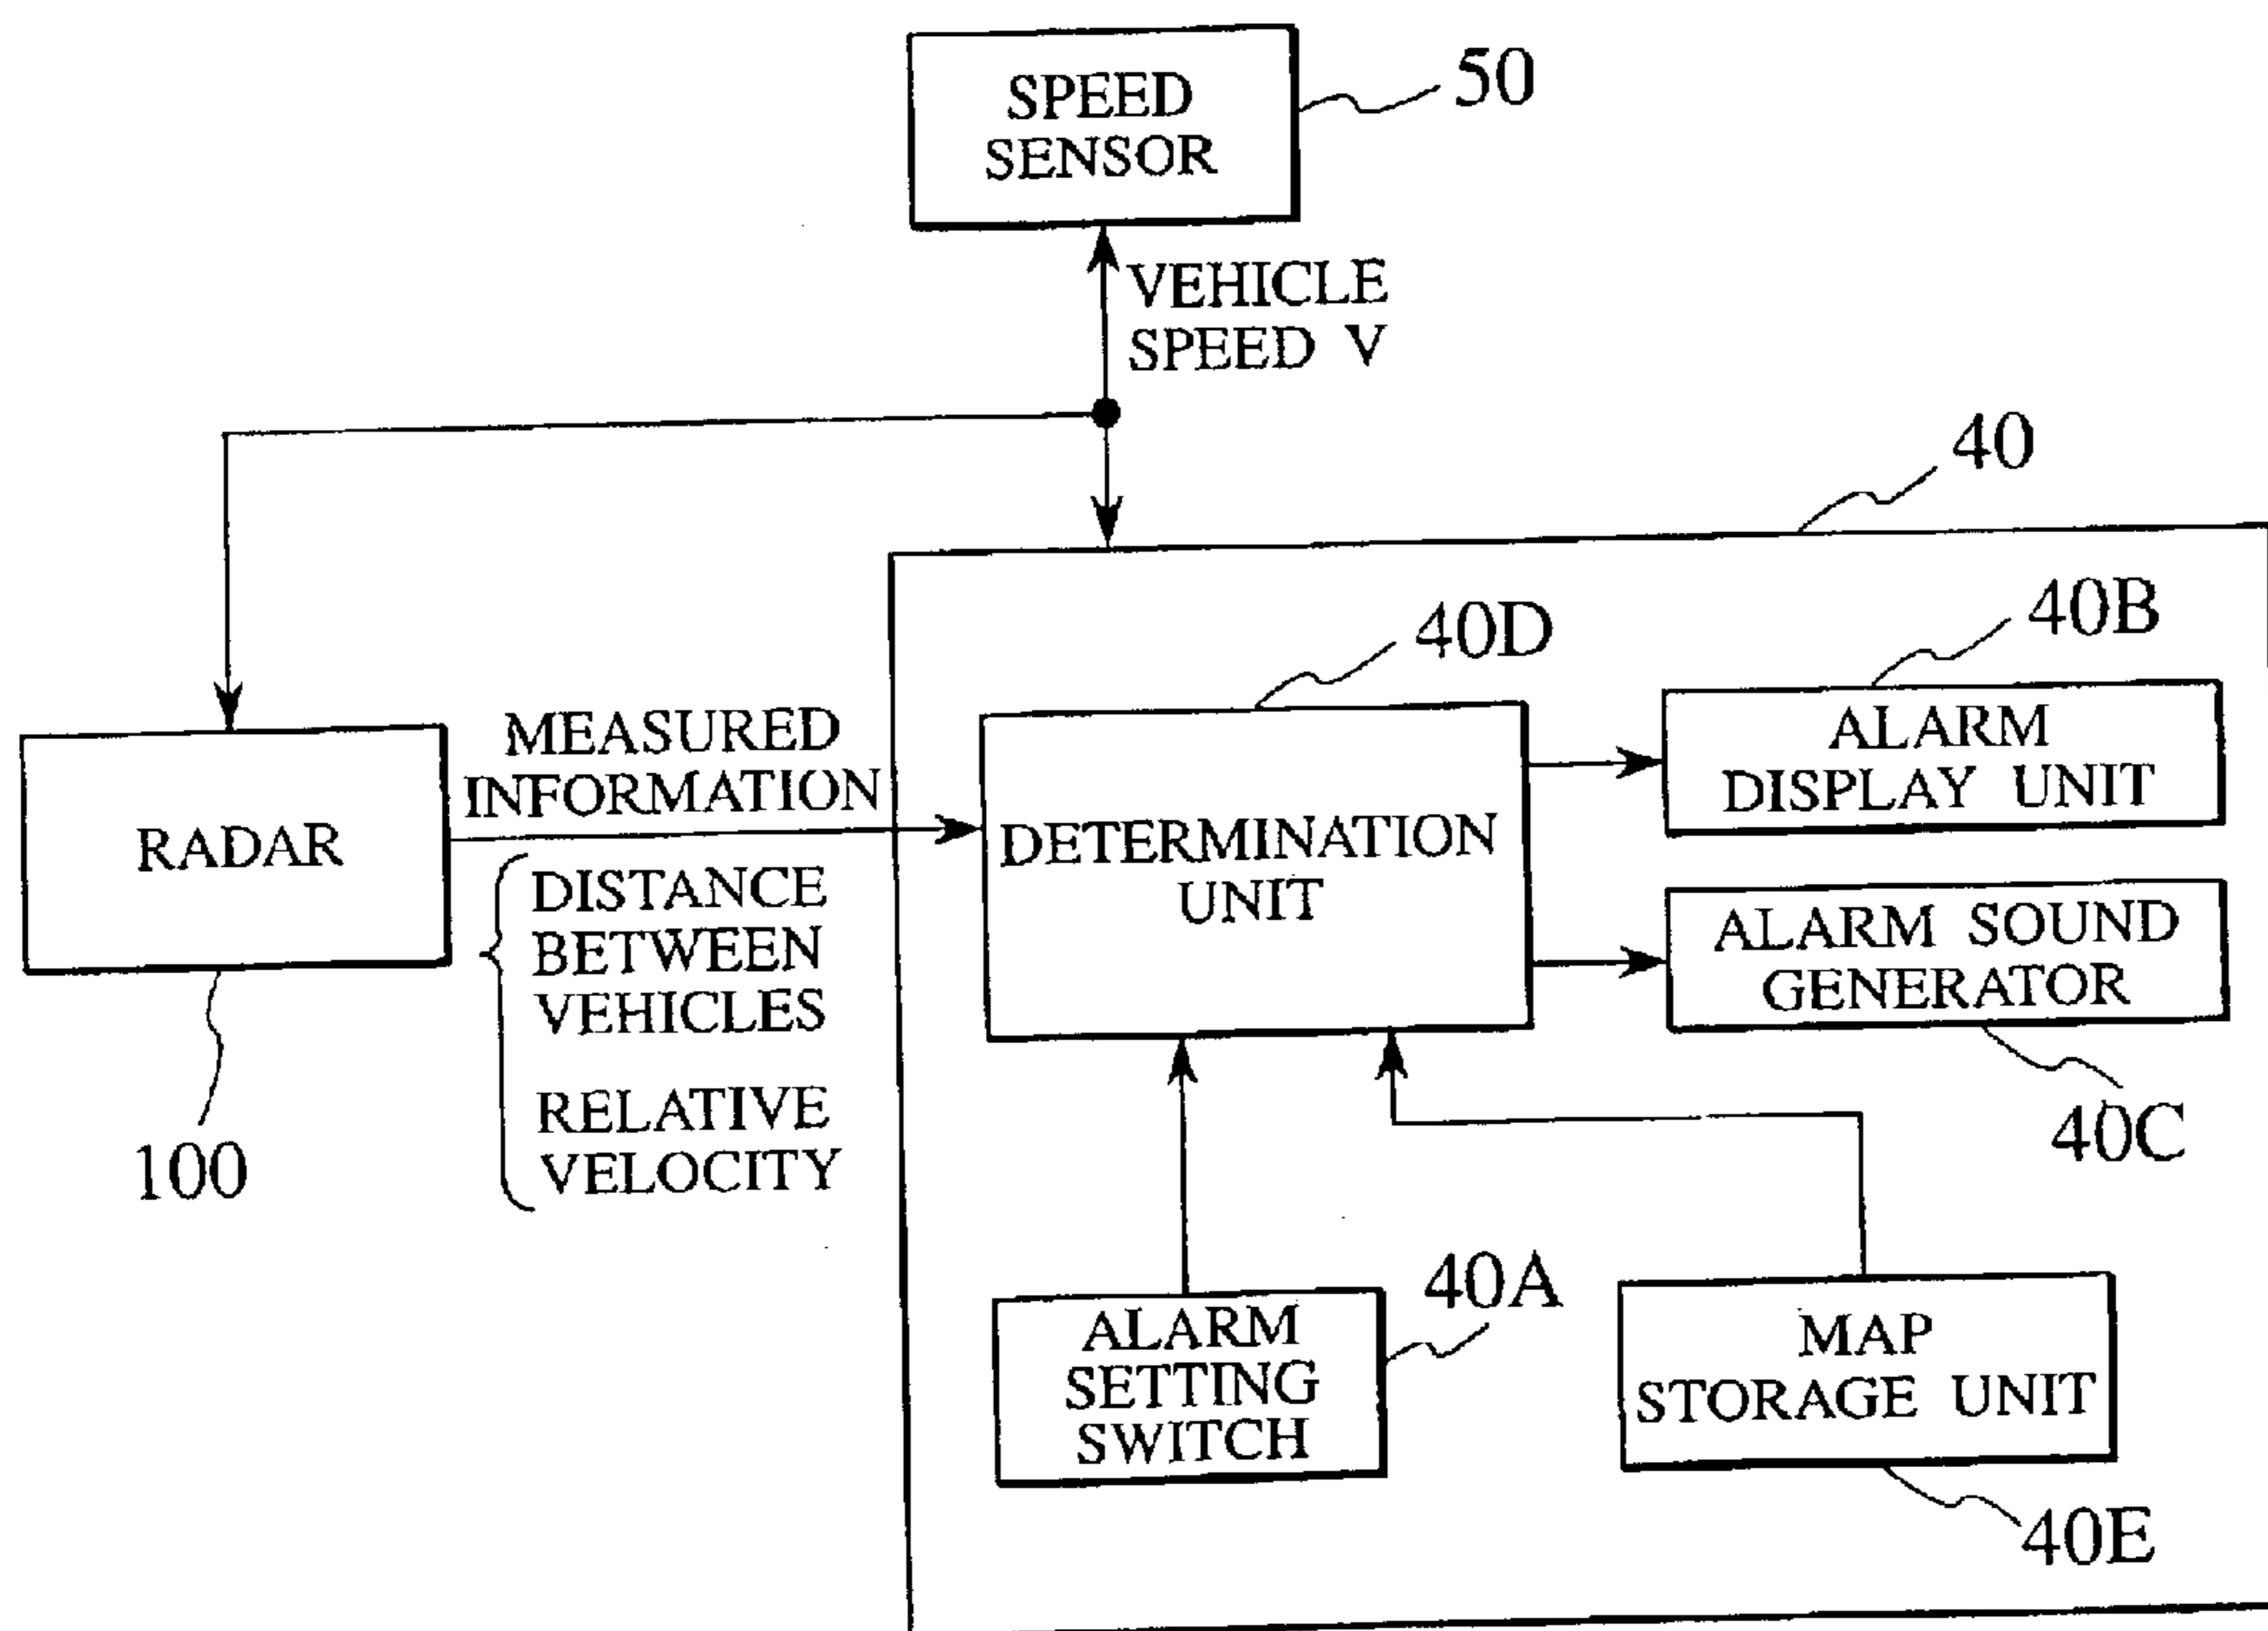 SPEED
SENSOR
50
VEHICLE
SPEED V
40
40D
40B
MEASURED
INFORMATION
RADAR
DISTANCE
BETWEEN
VEHICLES
RELATIVE
VELOCITY
100
DETERMINATION
UNIT
ALARM
DISPLAY UNIT
ALARM SOUND
GENERATOR
40C
40A
ALARM
SETTING
SWITCH
MAP
STORAGE UNIT
40E